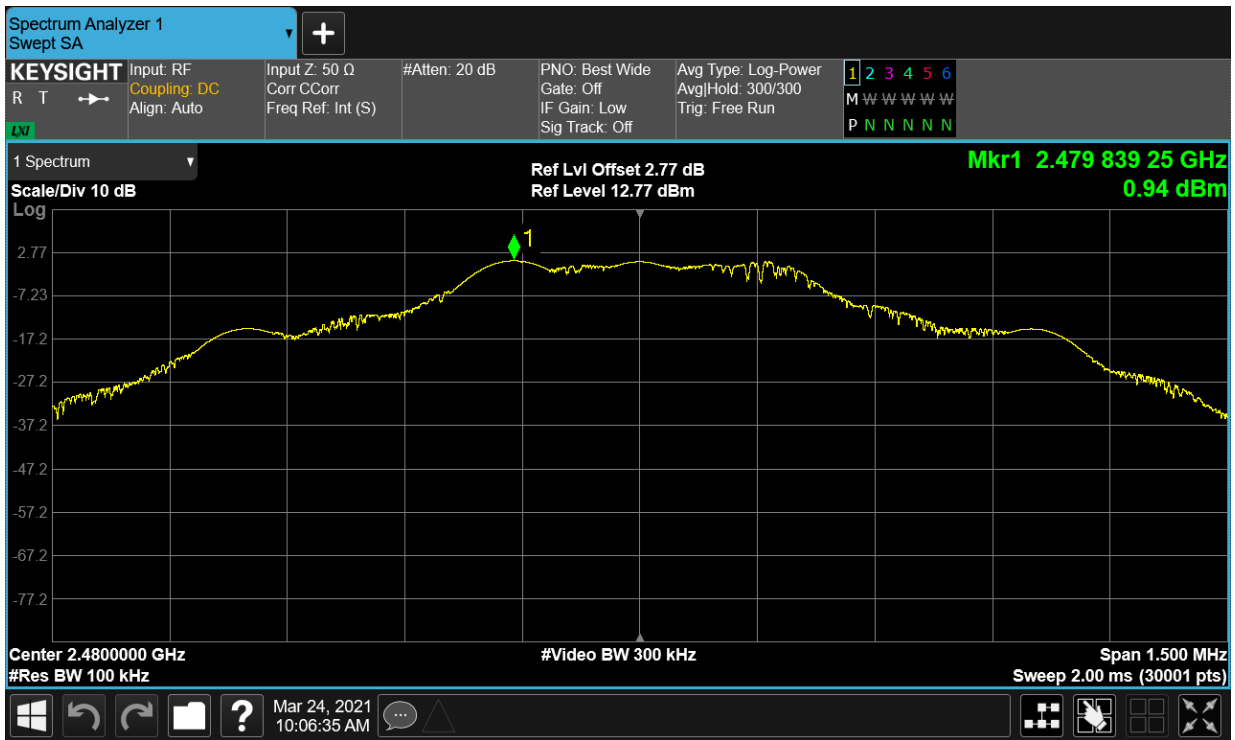 Spectrum Analyzer 1
Swept SA
KEYSIGHT
R T
LXI
Input: RF
Coupling: DC
Align: Auto
Input Z: 50 Ω
Corr CCorr
Freq Ref: Int (S)
#Atten: 20 dB
PNO: Best Wide
Gate: Off
IF Gain: Low
Sig Track: Off
Avg Type: Log-Power
Avg|Hold: 300/300
Trig: Free Run
1 2 3 4 5 6
M W W W W W
P N N N N N
1 Spectrum
Scale/Div 10 dB
Log
Ref Lvl Offset 2.77 dB
Ref Level 12.77 dBm
Mkr1 2.479 839 25 GHz
0.94 dBm
1
2.77
-7.23
-17.2
-27.2
-37.2
-47.2
-57.2
-67.2
-77.2
Center 2.4800000 GHz
#Res BW 100 kHz
#Video BW 300 kHz
Span 1.500 MHz
Sweep 2.00 ms (30001 pts)
?
Mar 24, 2021
10:06:35 AM